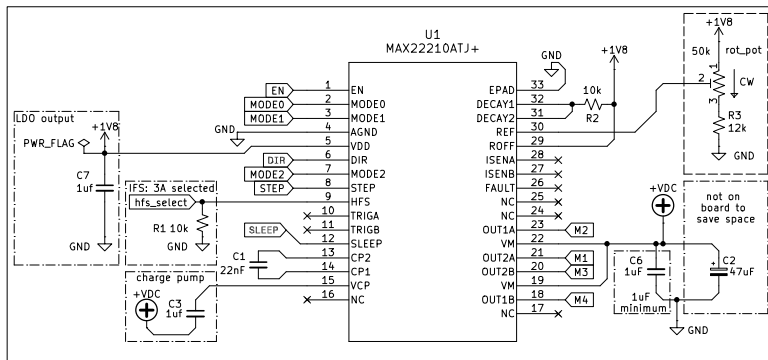 U1
MAX22210ATJ+
LDO output
PWR_FLAG
+1V8
C7
1uf
GND
EN
MODE0
MODE1
GND
DIR
MODE2
STEP
IFS: 3A selected
hfs_select
R1 10k
GND
SLEEP
C1
22nF
charge pump
+VDC
C3
1uf
1 EN
2 MODE0
3 MODE1
4 AGND
5 VDD
6 DIR
7 MODE2
8 STEP
9 HFS
10 TRIGA
11 TRIGB
12 SLEEP
13 CP2
14 CP1
15 VCP
16 NC
EPAD 33
DECAY1 32
DECAY2 31
REF 30
ROFF 29
ISENA 28
ISENB 27
FAULT 26
NC 25
NC 24
OUT1A 23
VM 22
OUT2A 21
OUT2B 20
VM 19
OUT1B 18
NC 17
GND
10k
R2
+1V8
+1V8
50k
rot_pot
1
2
3
CW
R3
12k
GND
M2
M1
M3
M4
+VDC
not on
board to
save space
C6
1uF
1uF
minimum
+
C2
47uF
GND